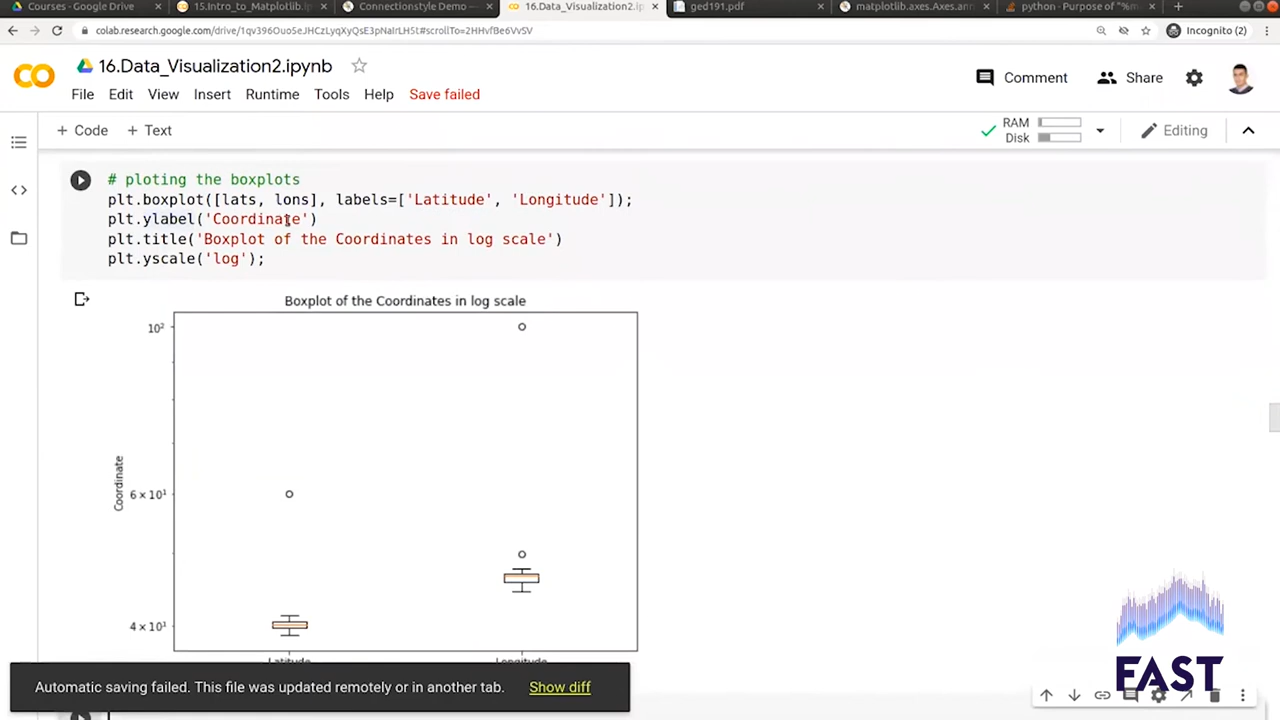 Courses - Google Drive
15.Intro_to_Matplotlib.i
Connectionstyle Demo —
16.Data_Visualization2.ip
ged191.pdf
matplotlib.axes.Axes.ann
python - Purpose of "%m
colab.research.google.com/drive/1qv396Ouo5eJHCzLyqXyQsE3pNaIrLH5t#scrollTo=2HHvfBe6VvSV
Incognito (2)
CO
16.Data_Visualization2.ipynb
Comment
Share
File Edit View Insert Runtime Tools Help Save failed
+ Code + Text
RAM
Disk
Editing
# ploting the boxplots
plt.boxplot([lats, lons], labels=['Latitude', 'Longitude']);
plt.ylabel('Coordinate')
plt.title('Boxplot of the Coordinates in log scale')
plt.yscale('log');
Boxplot of the Coordinates in log scale
10²
Coordinate
6 × 10¹
4 × 10¹
Latitude
Longitude
Automatic saving failed. This file was updated remotely or in another tab. Show diff
FAST